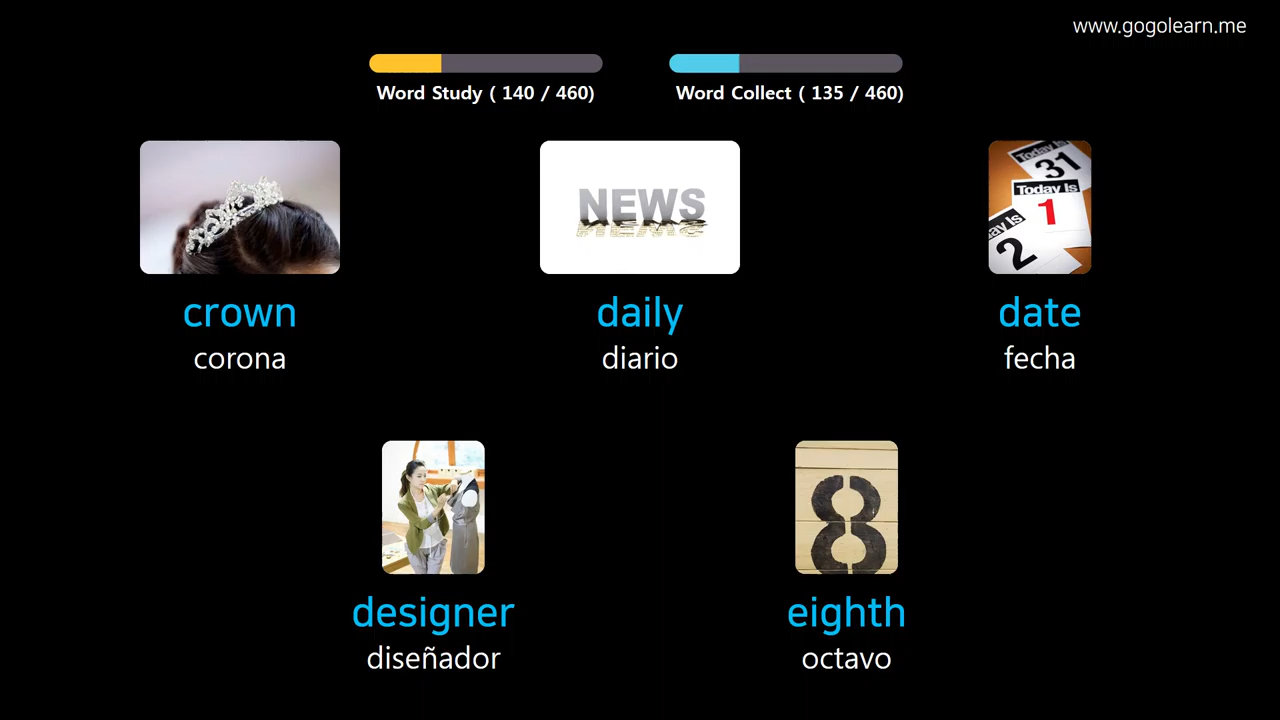 www.gogolearn.me
Word Study ( 140 / 460)
Word Collect ( 135 / 460)
NEWS
Today Is
31
Today Is
1
ay Is
2
crown
daily
date
corona
diario
fecha
8
designer
eighth
diseñador
octavo